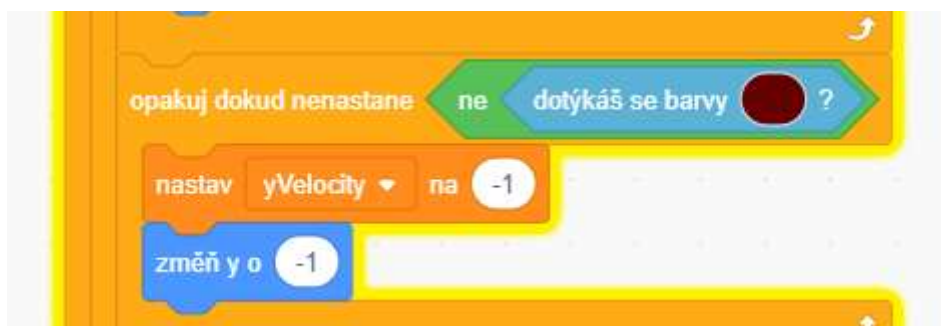 opakuj dokud nenastane ne dotýkáš se barvy ?
nastav yVelocity na -1
změň y o -1